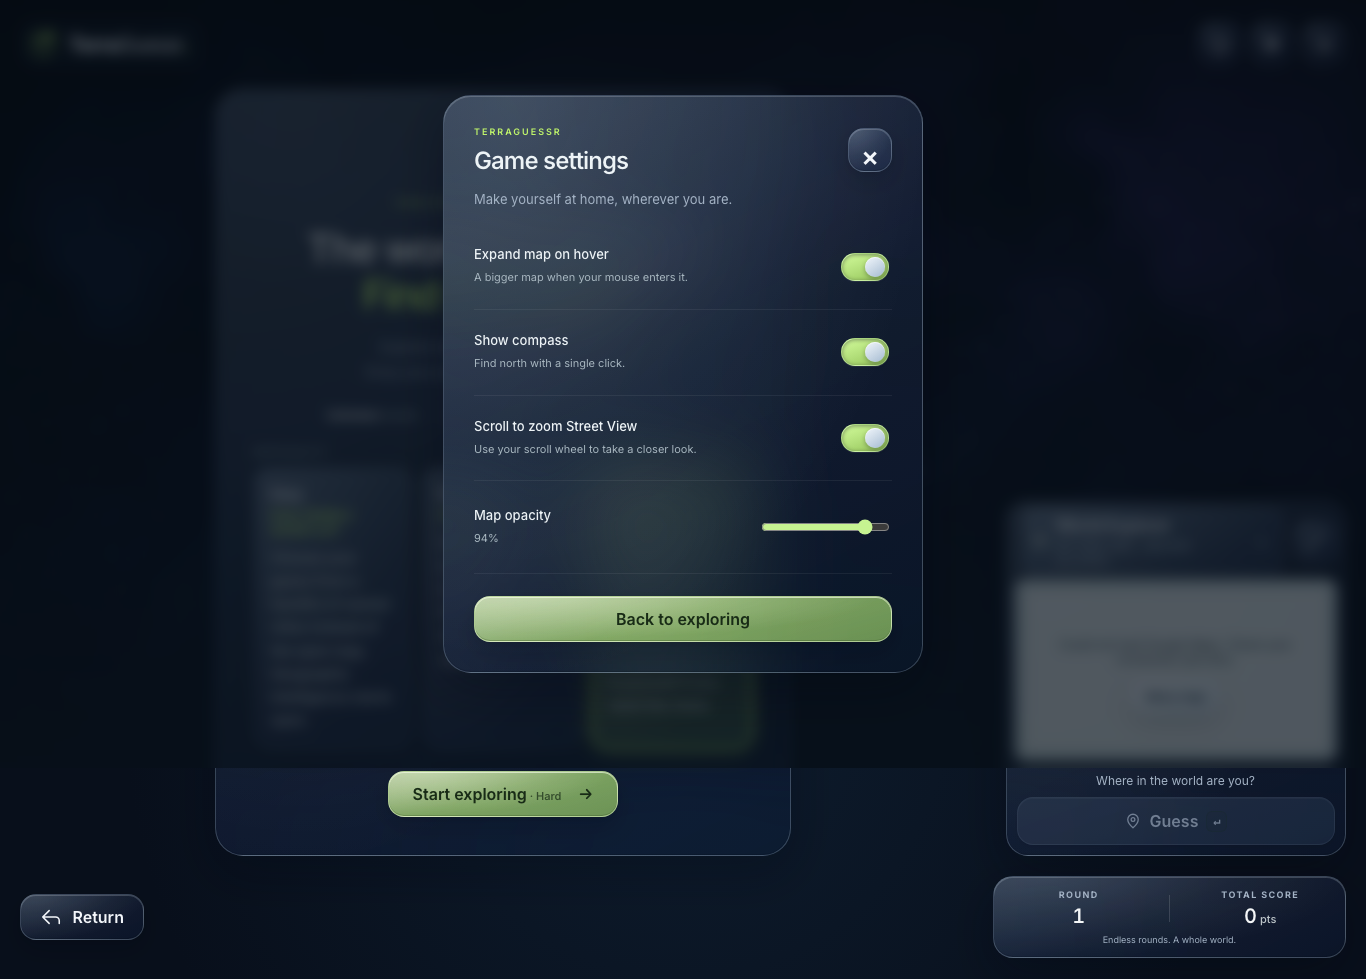 TERRAGUESSR
Game settings
Make yourself at home, wherever you are.
Expand map on hover
A bigger map when your mouse enters it.
Show compass
Find north with a single click.
Scroll to zoom Street View
Use your scroll wheel to take a closer look.
Map opacity
94%
Back to exploring
Start exploring · Hard →
Where in the world are you?
Guess ↵
Return
ROUND
1
TOTAL SCORE
0 pts
Endless rounds. A whole world.